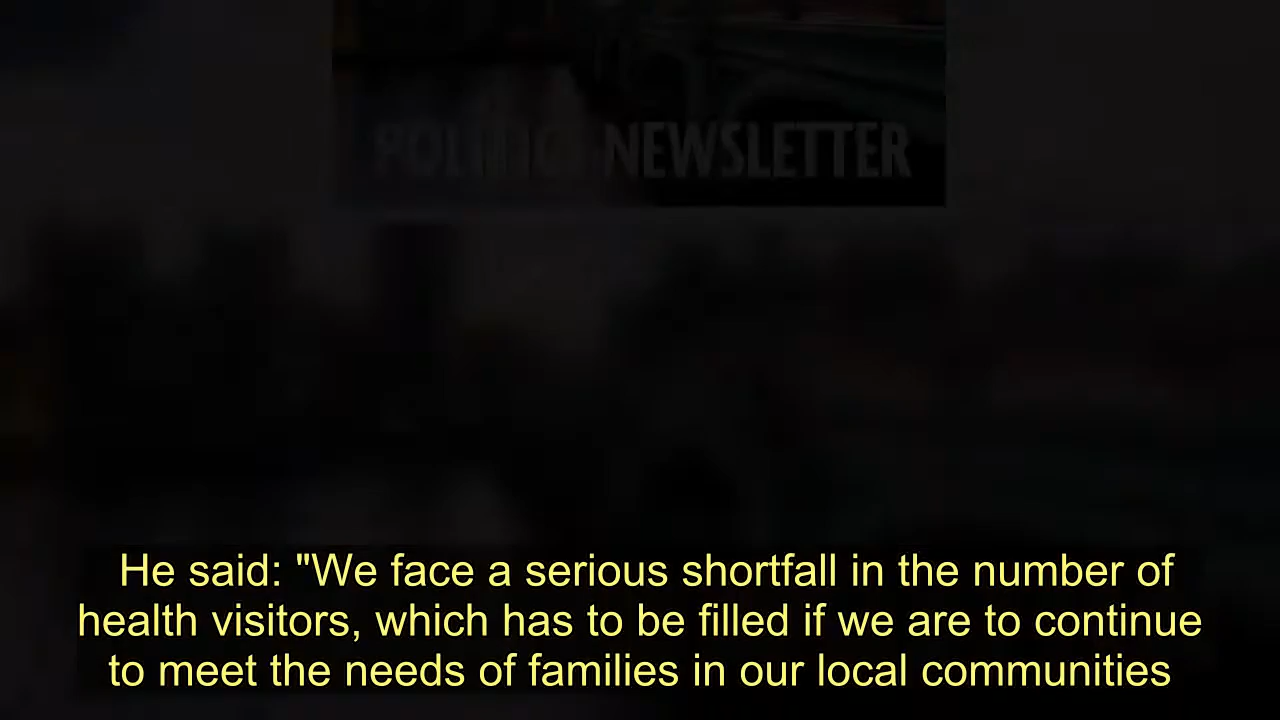 POLITICS NEWSLETTER
He said: "We face a serious shortfall in the number of
health visitors, which has to be filled if we are to continue
to meet the needs of families in our local communities